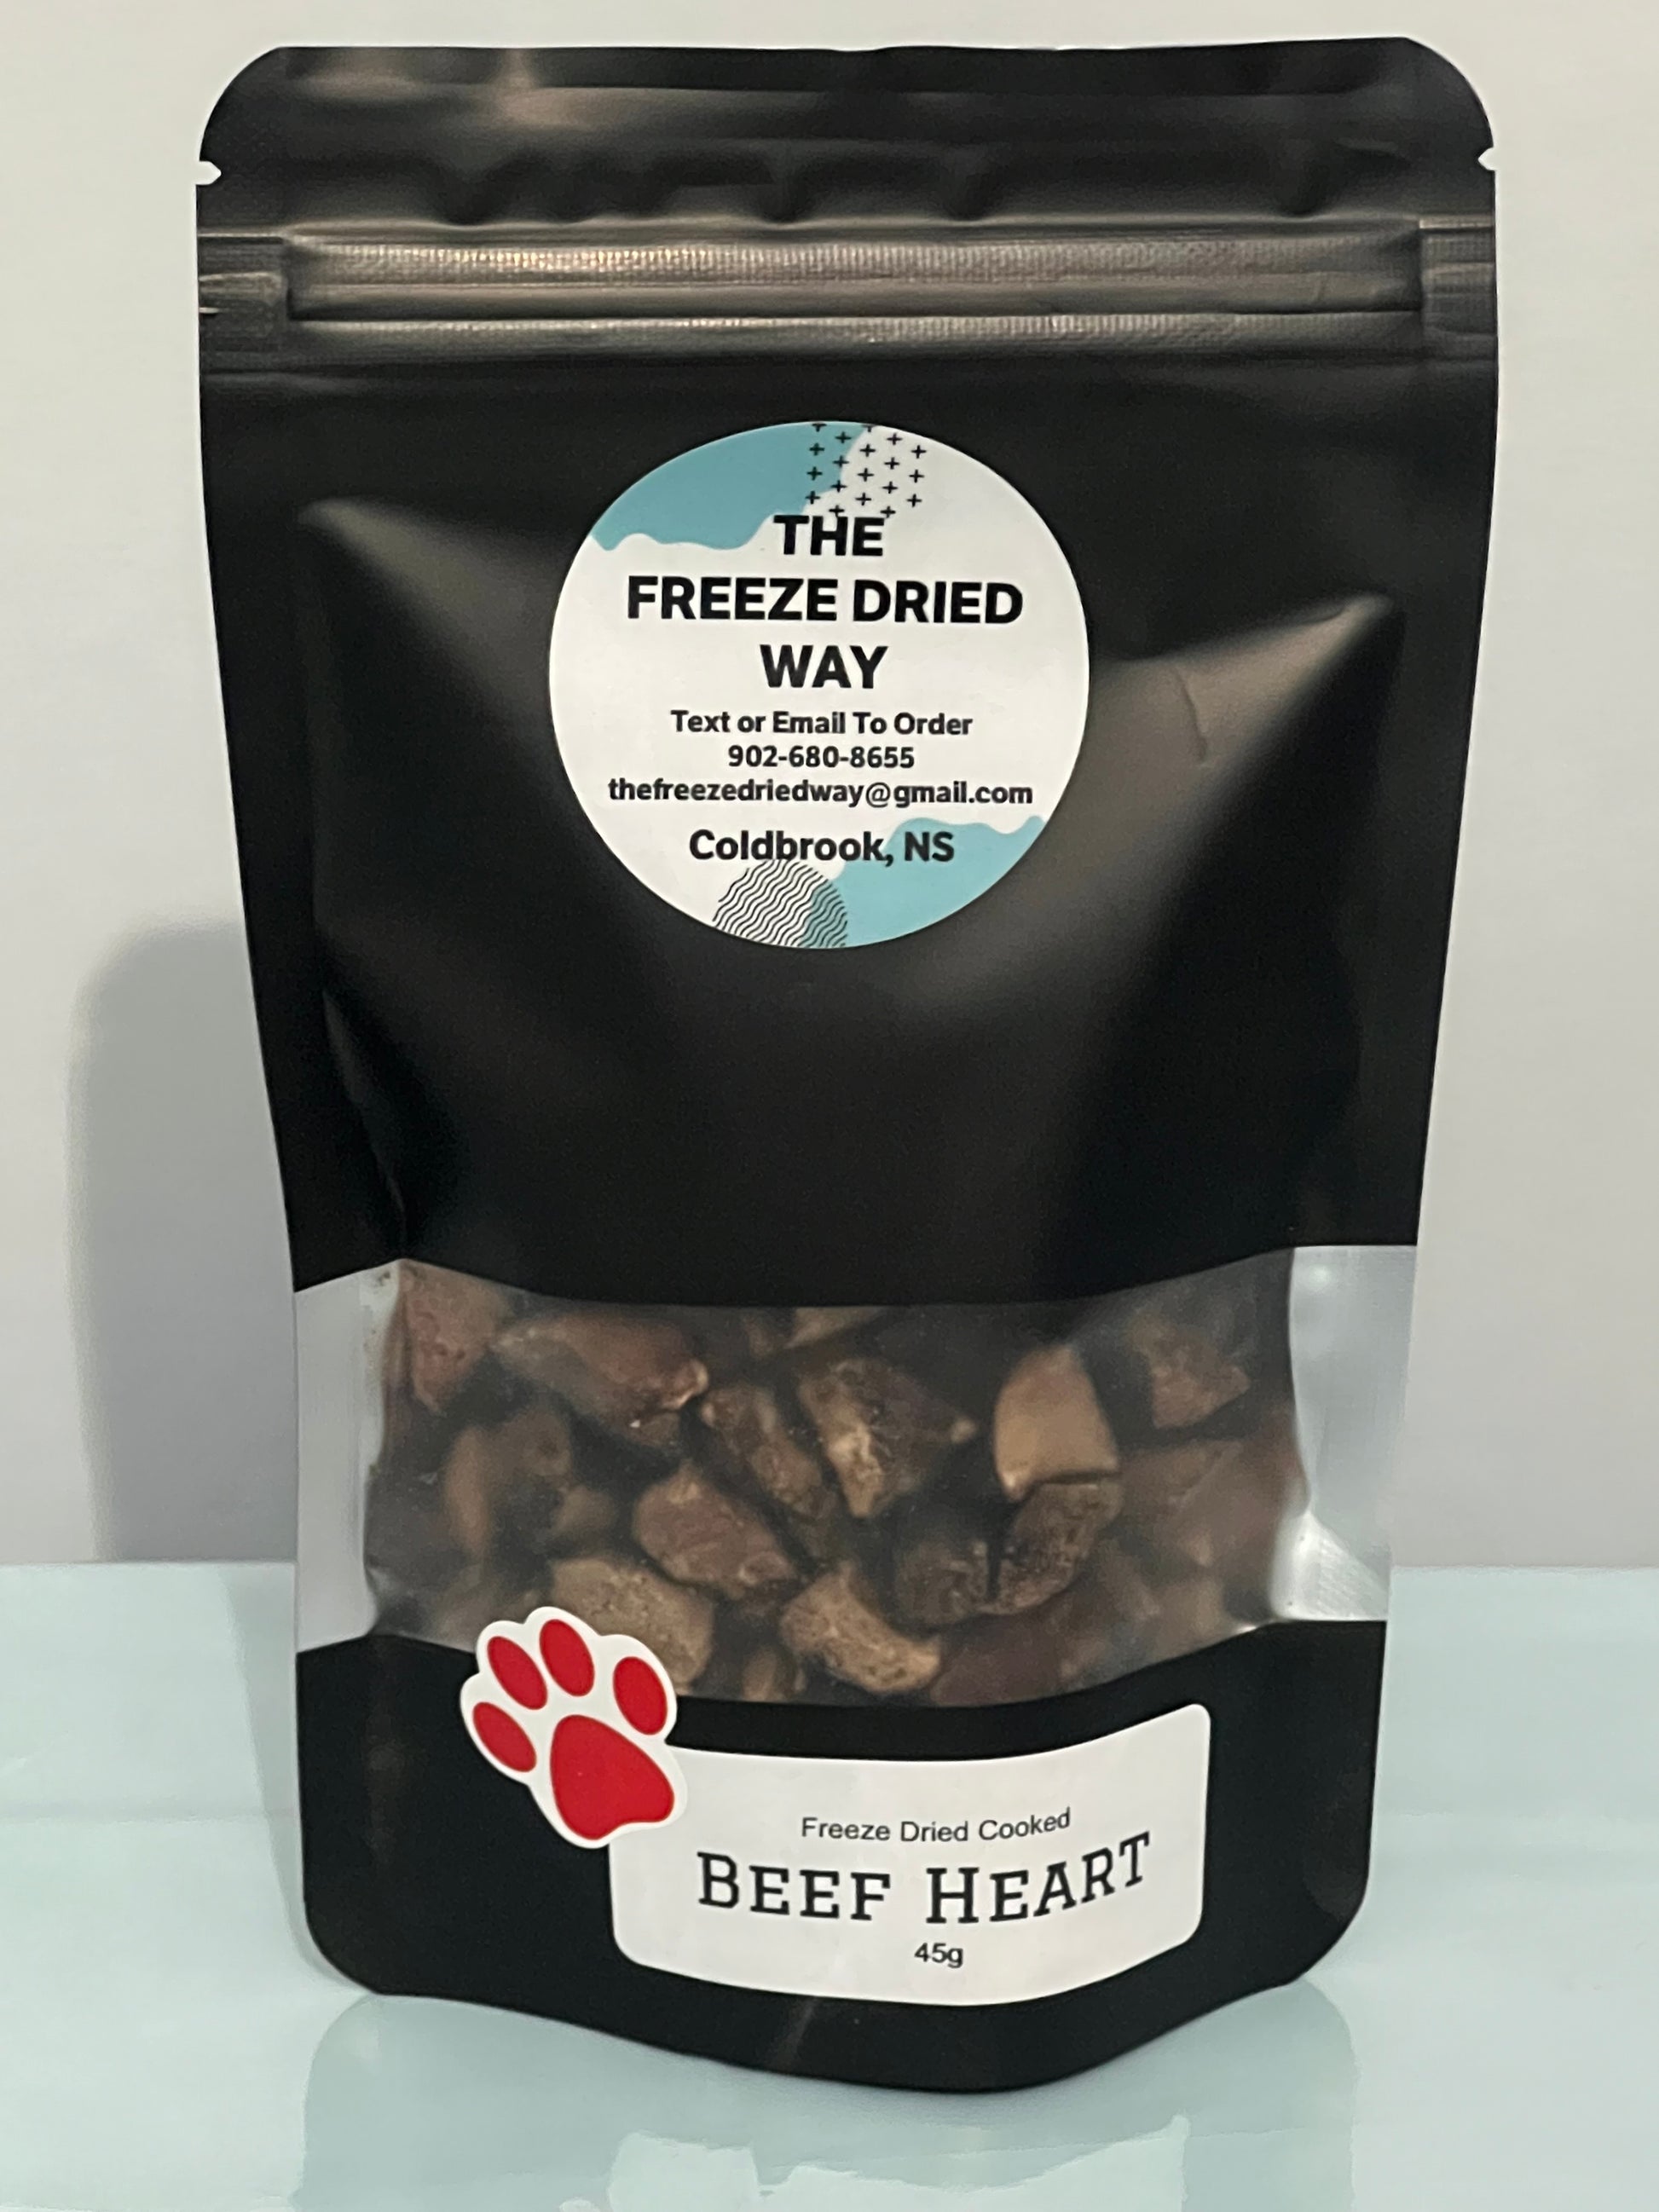 THE
FREEZE DRIED
WAY
Text or Email To Order
902-680-8655
thefreezedriedway@gmail.com
Coldbrook, NS
Freeze Dried Cooked
BEEF HEART
45g